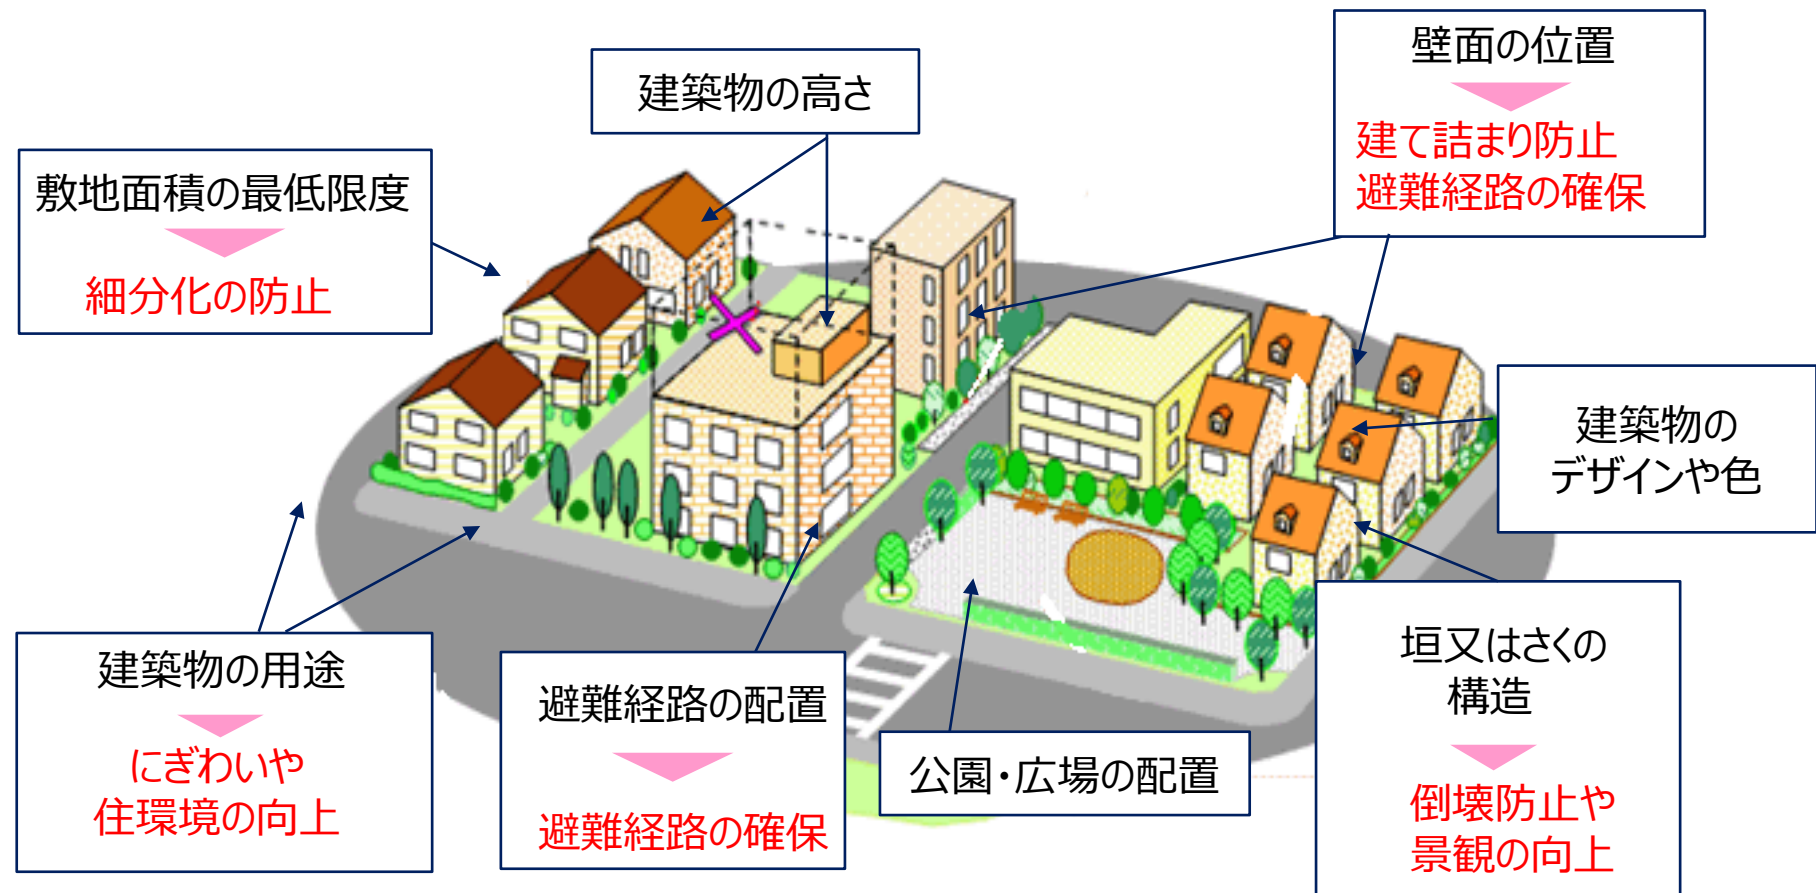 建築物の高さ
壁面の位置
建て詰まり防止
避難経路の確保
敷地面積の最低限度
細分化の防止
建築物の
デザインや色
建築物の用途
にぎわいや
住環境の向上
避難経路の配置
避難経路の確保
公園・広場の配置
垣又はさくの
構造
倒壊防止や
景観の向上